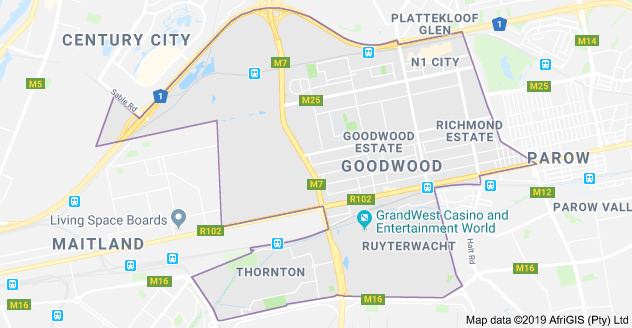 PLATTEKLOOF
GLEN
1
CENTURY CITY
M14
M7
N1 CITY
M5
Sable Rd
1
M25
M25
RICHMOND
ESTATE
GOODWOOD
ESTATE
GOODWOOD
PAROW
M7
R102
M12
PAROW VALL
Living Space Boards
GrandWest Casino and
Entertainment World
R102
MAITLAND
RUYTERWACHT
Halt Rd
THORNTON
M16
M16
M16
M16
Map data ©2019 AfriGIS (Pty) Ltd